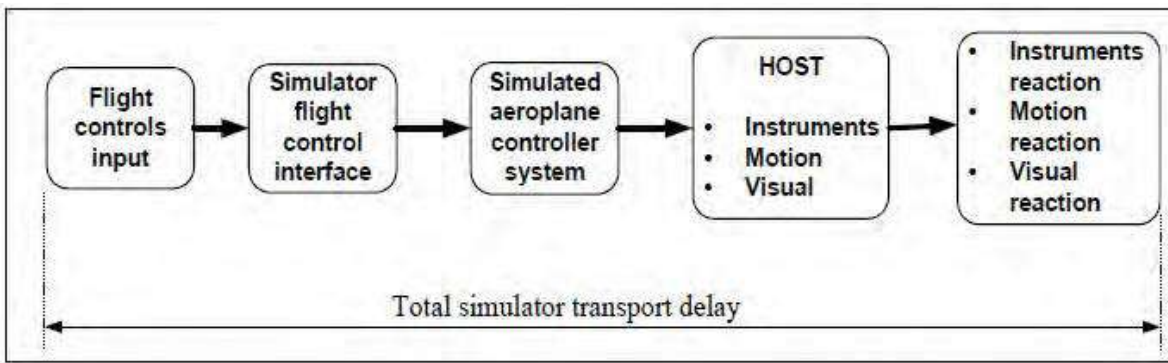 Flight
controls
input
Simulator
flight
control
interface
Simulated
aeroplane
controller
system
HOST
• Instruments
• Motion
• Visual
• Instruments
reaction
• Motion
reaction
• Visual
reaction
Total simulator transport delay